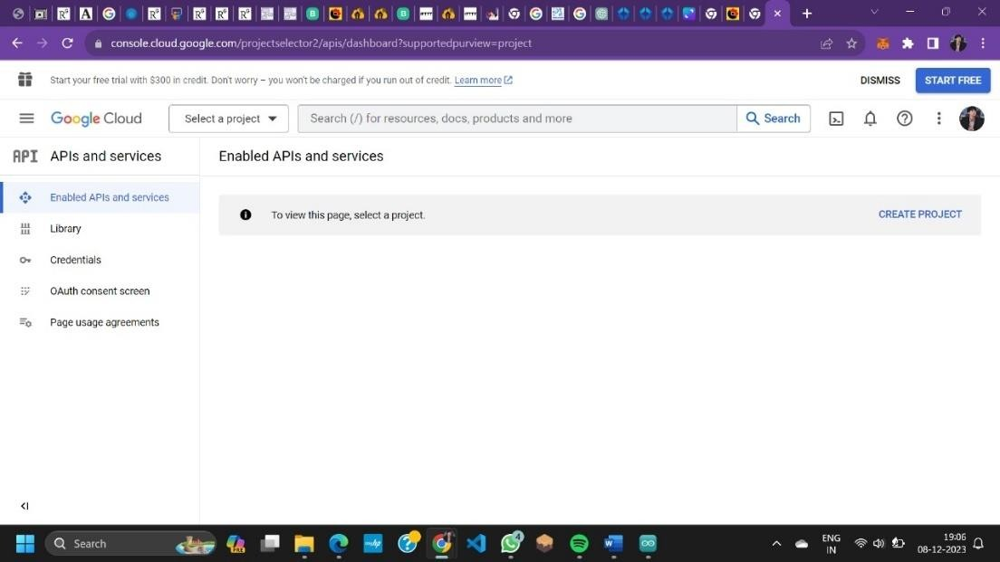 console.cloud.google.com/projectselector2/apis/dashboard?supportedpurview=project
Start your free trial with $300 in credit. Don't worry – you won't be charged if you run out of credit. Learn more
DISMISS
START FREE
Google Cloud
Select a project
Search (/) for resources, docs, products and more
Search
API APIs and services
Enabled APIs and services
Enabled APIs and services
To view this page, select a project.
CREATE PROJECT
Library
Credentials
OAuth consent screen
Page usage agreements
Search
ENG
IN
19:06
08-12-2023